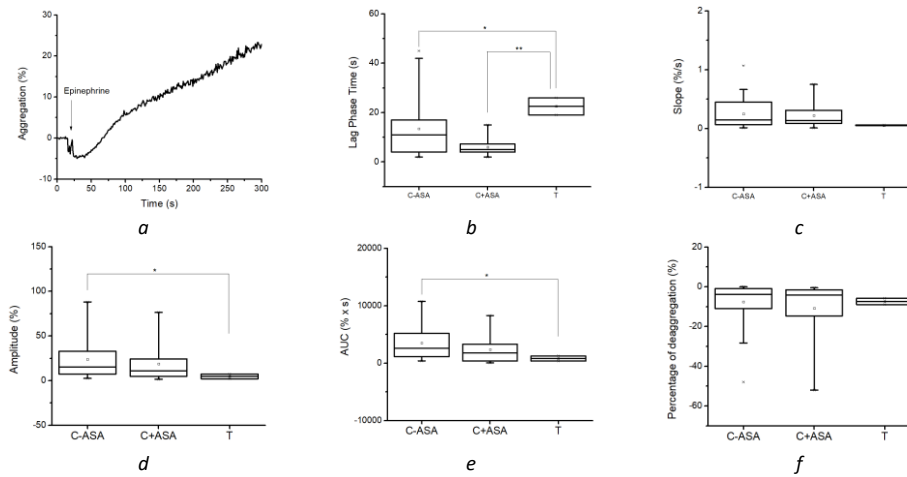 30
20
10
0
-10
Aggregation (%)
Epinephrine
0 50 100 150 200 250 300
Time (s)
a
60
40
20
0
Lag Phase Time (s)
*
**
C-ASA C+ASA T
b
1
0
-1
Slope (%/s)
C-ASA C+ASA T
c
150
100
50
0
-50
Amplitude (%)
*
C-ASA C+ASA T
d
20000
10000
0
-10000
AUC (% x s)
*
C-ASA C+ASA T
e
20
0
-20
-40
-60
Percentage of deaggregation (%)
C-ASA C+ASA T
f